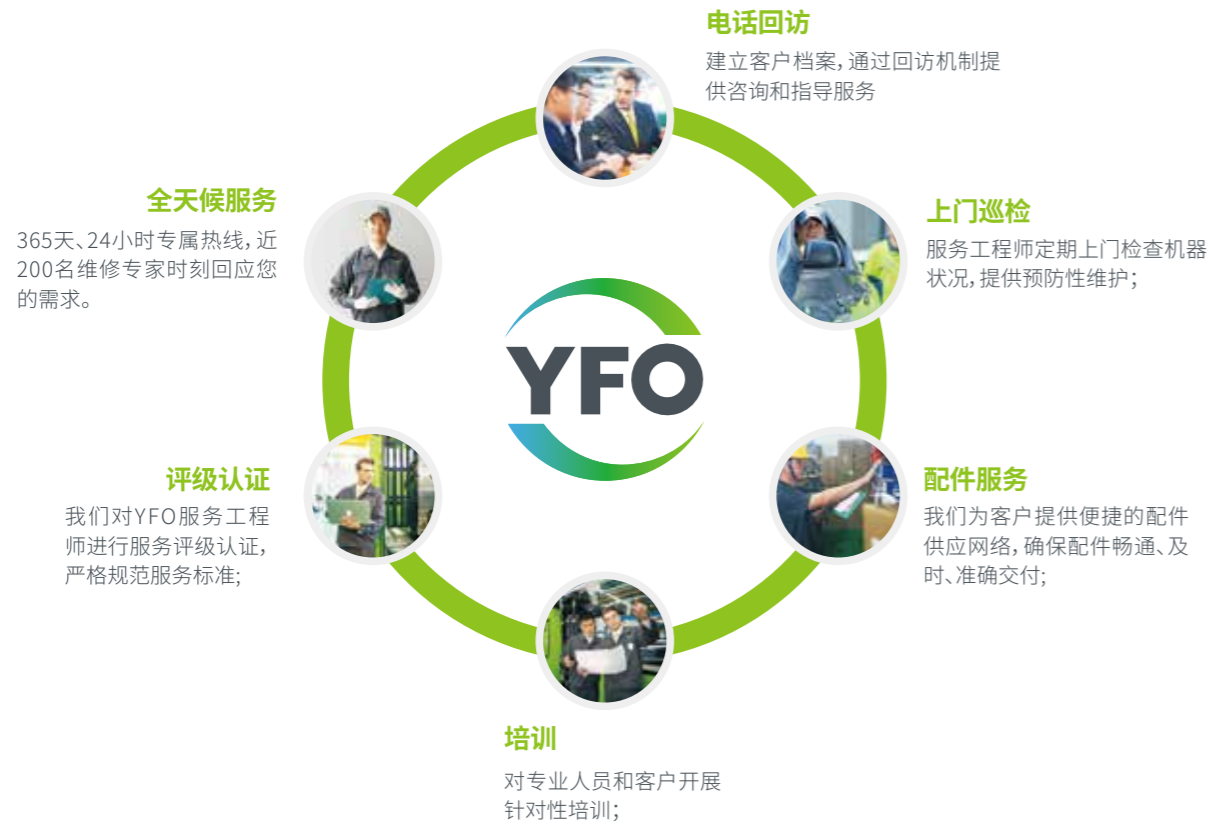 电话回访
建立客户档案，通过回访机制提
供咨询和指导服务
全天候服务
365天、24小时专属热线，近
200名维修专家时刻回应您
的需求。
上门巡检
服务工程师定期上门检查机器
状况，提供预防性维护；
YFO
评级认证
我们对YFO服务工程
师进行服务评级认证，
严格规范服务标准;
配件服务
我们为客户提供便捷的配件
供应网络，确保配件畅通、及
时、准确交付;
培训
对专业人员和客户开展
针对性培训；